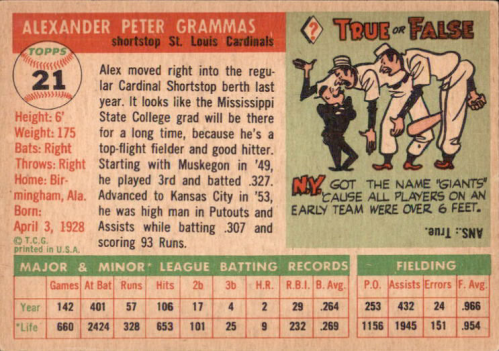 ALEXANDER PETER GRAMMAS
shortstop St. Louis Cardinals
TOPPS
21
Height: 6'
Weight: 175
Bats: Right
Throws: Right
Home: Bir-
mingham, Ala.
Born:
April 3, 1928
© T.C.G.
printed in U.S.A.
Alex moved right into the regu-
lar Cardinal Shortstop berth last
year. It looks like the Mississippi
State College grad will be there
for a long time, because he's a
top-flight fielder and good hitter.
Starting with Muskegon in '49,
he played 3rd and batted .327.
Advanced to Kansas City in '53,
he was high man in Putouts and
Assists while batting .307 and
scoring 93 Runs.
? TRUE OR FALSE
N.Y. GOT THE NAME "GIANTS"
'CAUSE ALL PLAYERS ON AN
EARLY TEAM WERE OVER 6 FEET.
ANS.: True.
MAJOR & MINOR* LEAGUE BATTING RECORDS FIELDING
Games At Bat Runs Hits 2b 3b H.R. R.B.I. B. Avg. P.O. Assists Errors F. Avg.
Year 142 401 57 106 17 4 2 29 .264 253 432 24 .966
*Life 660 2424 328 653 101 25 9 232 .269 1156 1945 151 .954